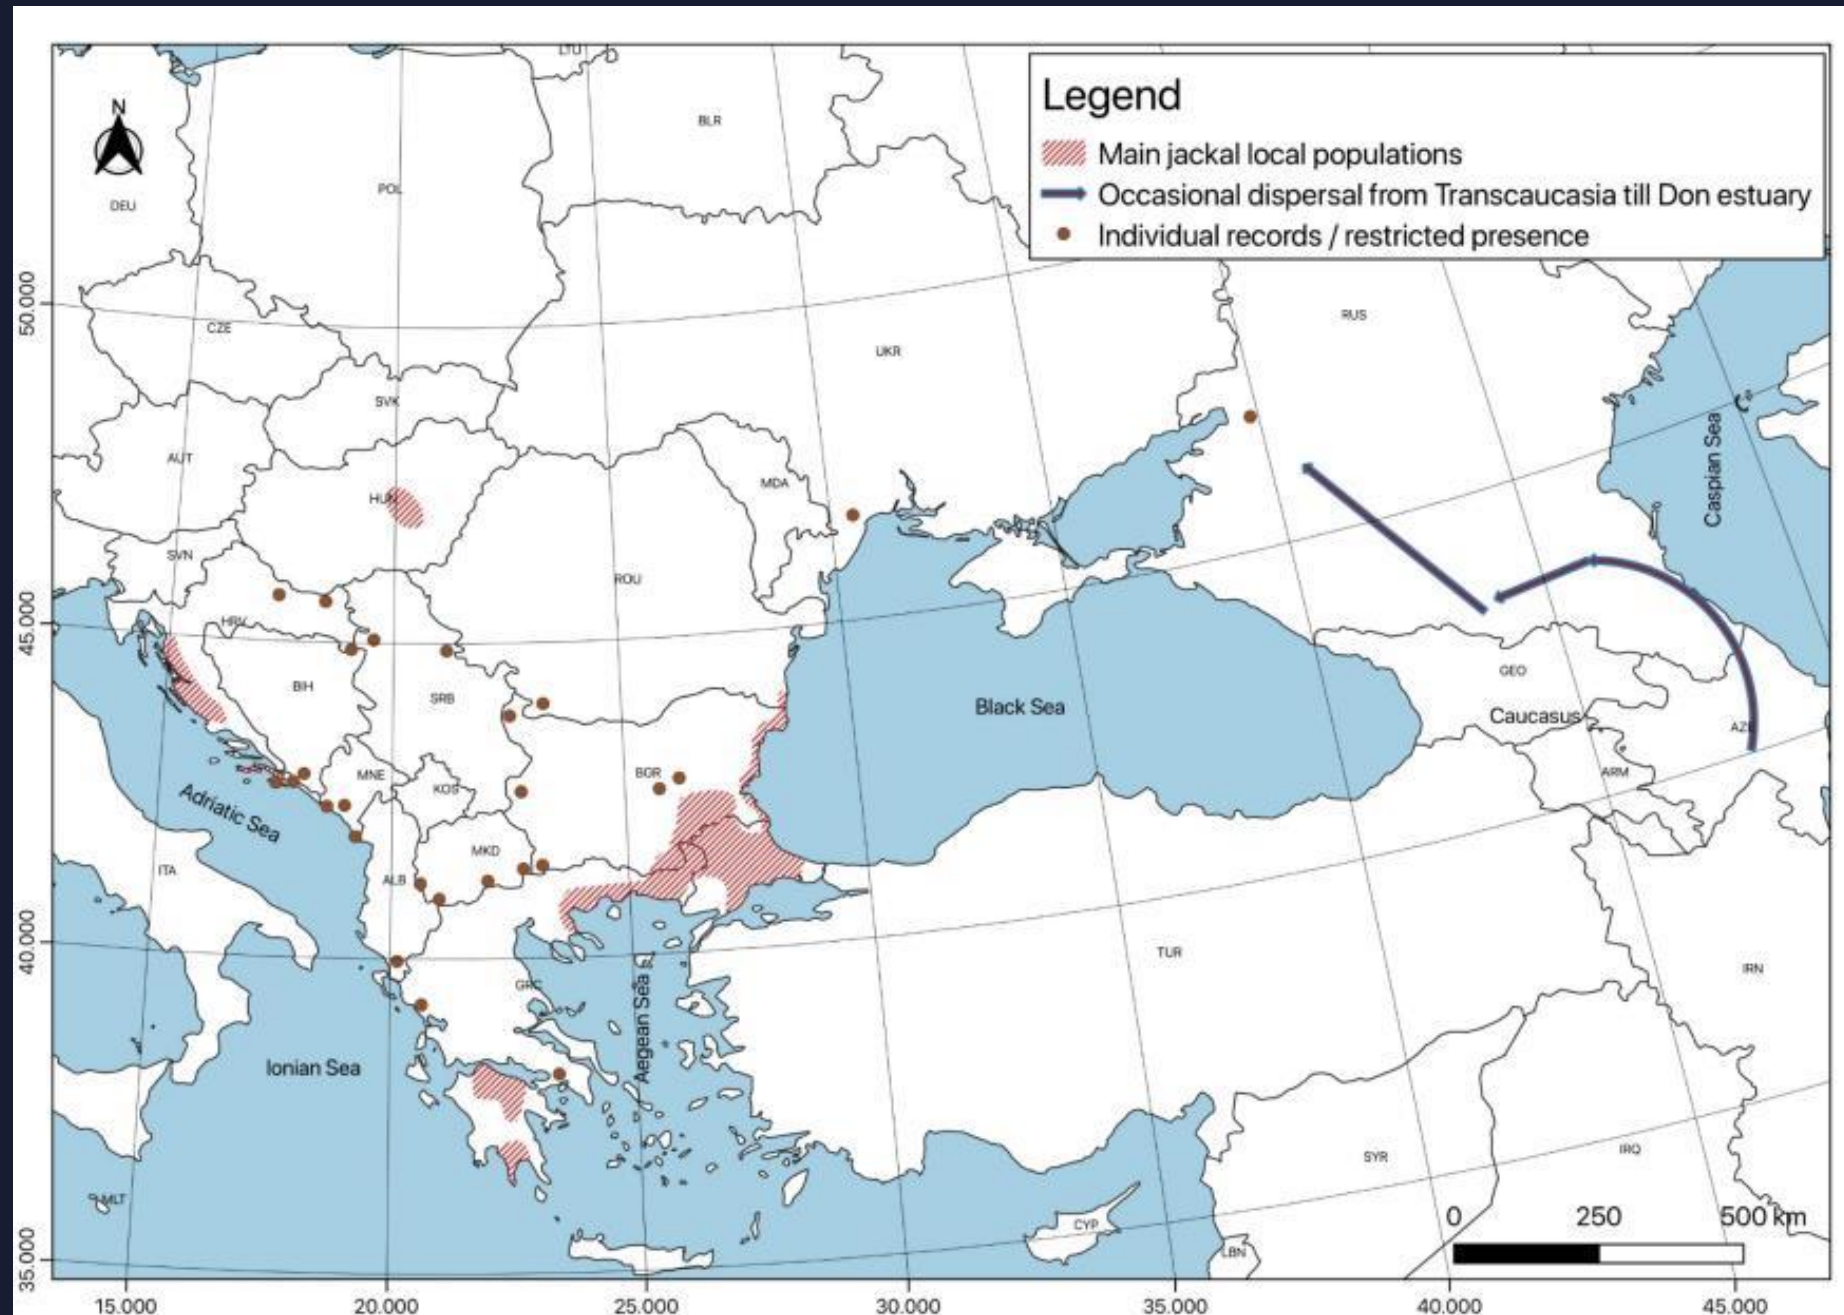 LTU
N
BLR
DEU
POL
Legend
Main jackal local populations
Occasional dispersal from Transcaucasia till Don estuary
Individual records / restricted presence
50.000
CZE
UKR
RUS
SVK
AUT
HUN
MDA
Caspian Sea
SVN
ROU
45.000
HRV
BIH
SRB
Black Sea
GEO
Caucasus
AZE
MNE
KOS
BGR
ARM
Adriatic Sea
MKD
ITA
ALB
40.000
GRC
Aegean Sea
TUR
IRN
Ionian Sea
SYR
IRQ
MLT
CYP
LBN
0 250 500 km
35.000
15.000 20.000 25.000 30.000 35.000 40.000 45.000